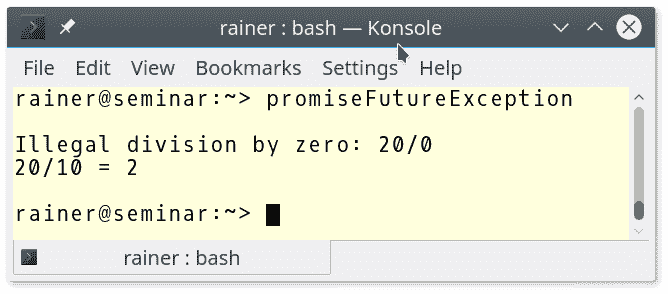 rainer : bash — Konsole
File Edit View Bookmarks Settings Help
rainer@seminar:~> promiseFutureException
Illegal division by zero: 20/0
20/10 = 2
rainer@seminar:~>
rainer : bash